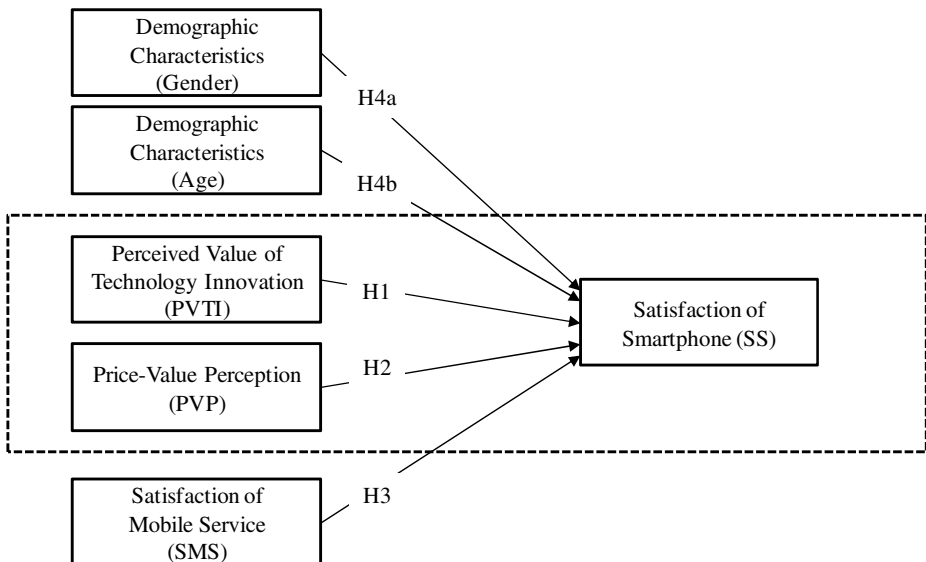 Demographic
Characteristics
(Gender)
H4a
Demographic
Characteristics
(Age)
H4b
Perceived Value of
Technology Innovation
(PVTI)
H1
Satisfaction of
Smartphone (SS)
Price-Value Perception
(PVP)
H2
Satisfaction of
Mobile Service
(SMS)
H3